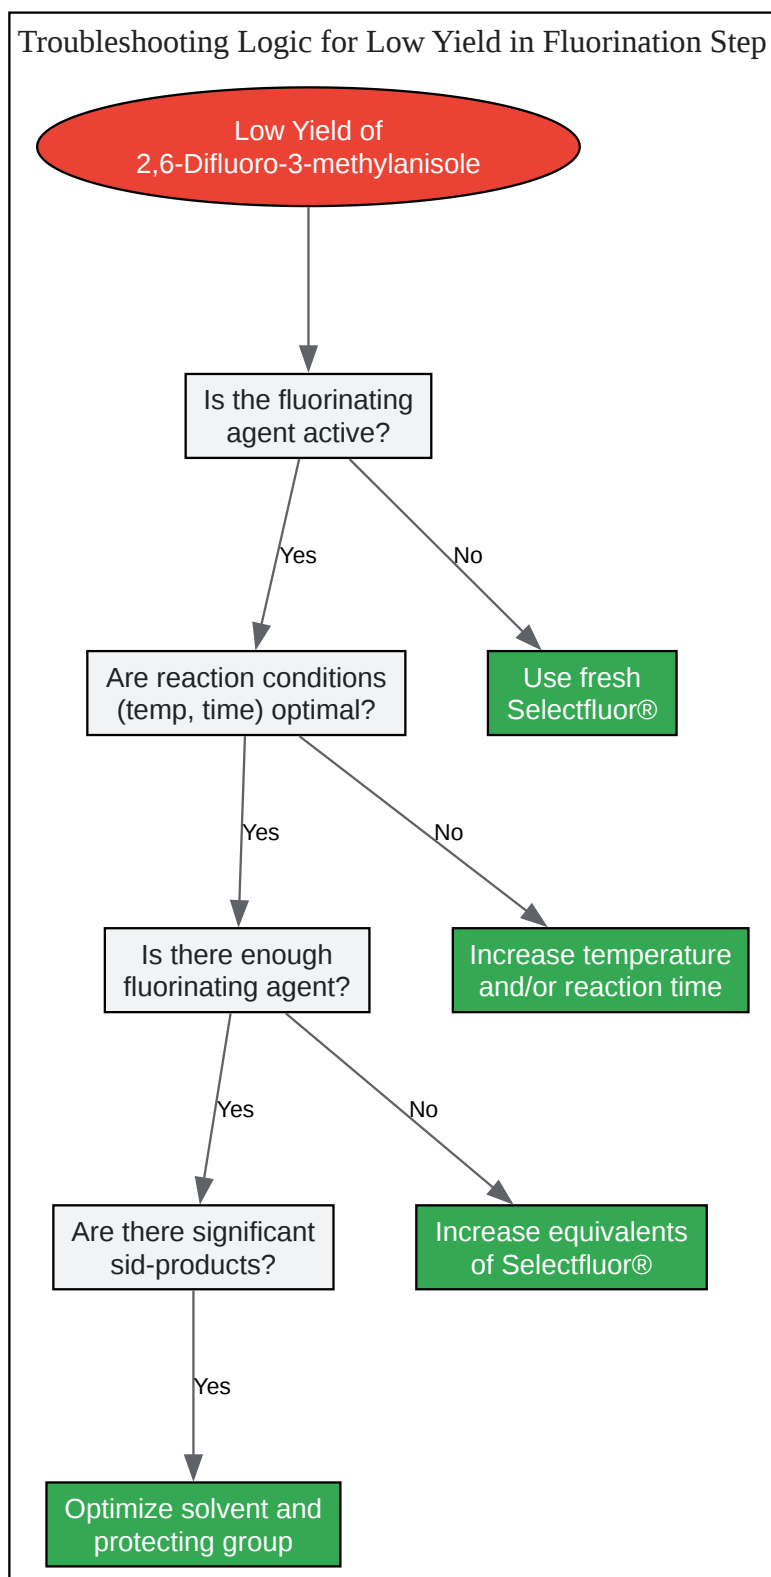 Troubleshooting Logic for Low Yield in Fluorination Step
Low Yield of
2,6-Difluoro-3-methylanisole
Is the fluorinating
agent active?
Yes
No
Are reaction conditions
(temp, time) optimal?
Use fresh
Selectfluor®
Yes
No
Is there enough
fluorinating agent?
Increase temperature
and/or reaction time
Yes
No
Are there significant
sid-products?
Increase equivalents
of Selectfluor®
Yes
Optimize solvent and
protecting group